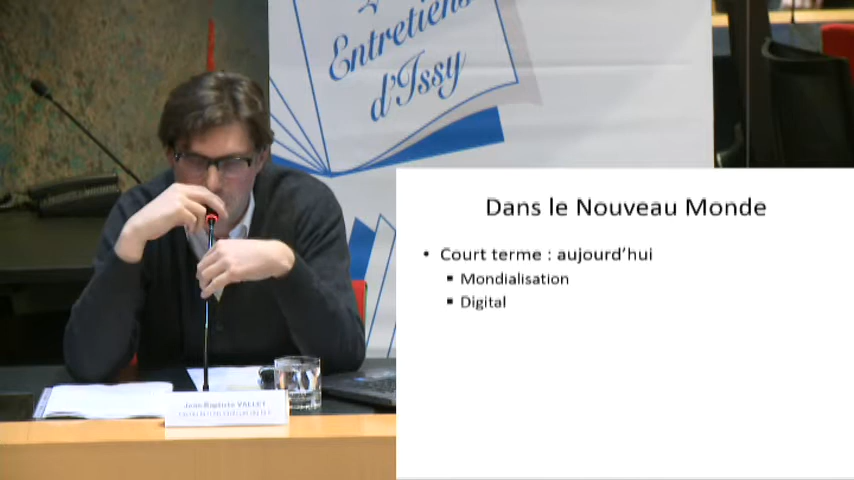 Entretiens
d'Issy
Dans le Nouveau Monde
• Court terme : aujourd'hui
▪ Mondialisation
▪ Digital
Jean-Baptiste VALLET